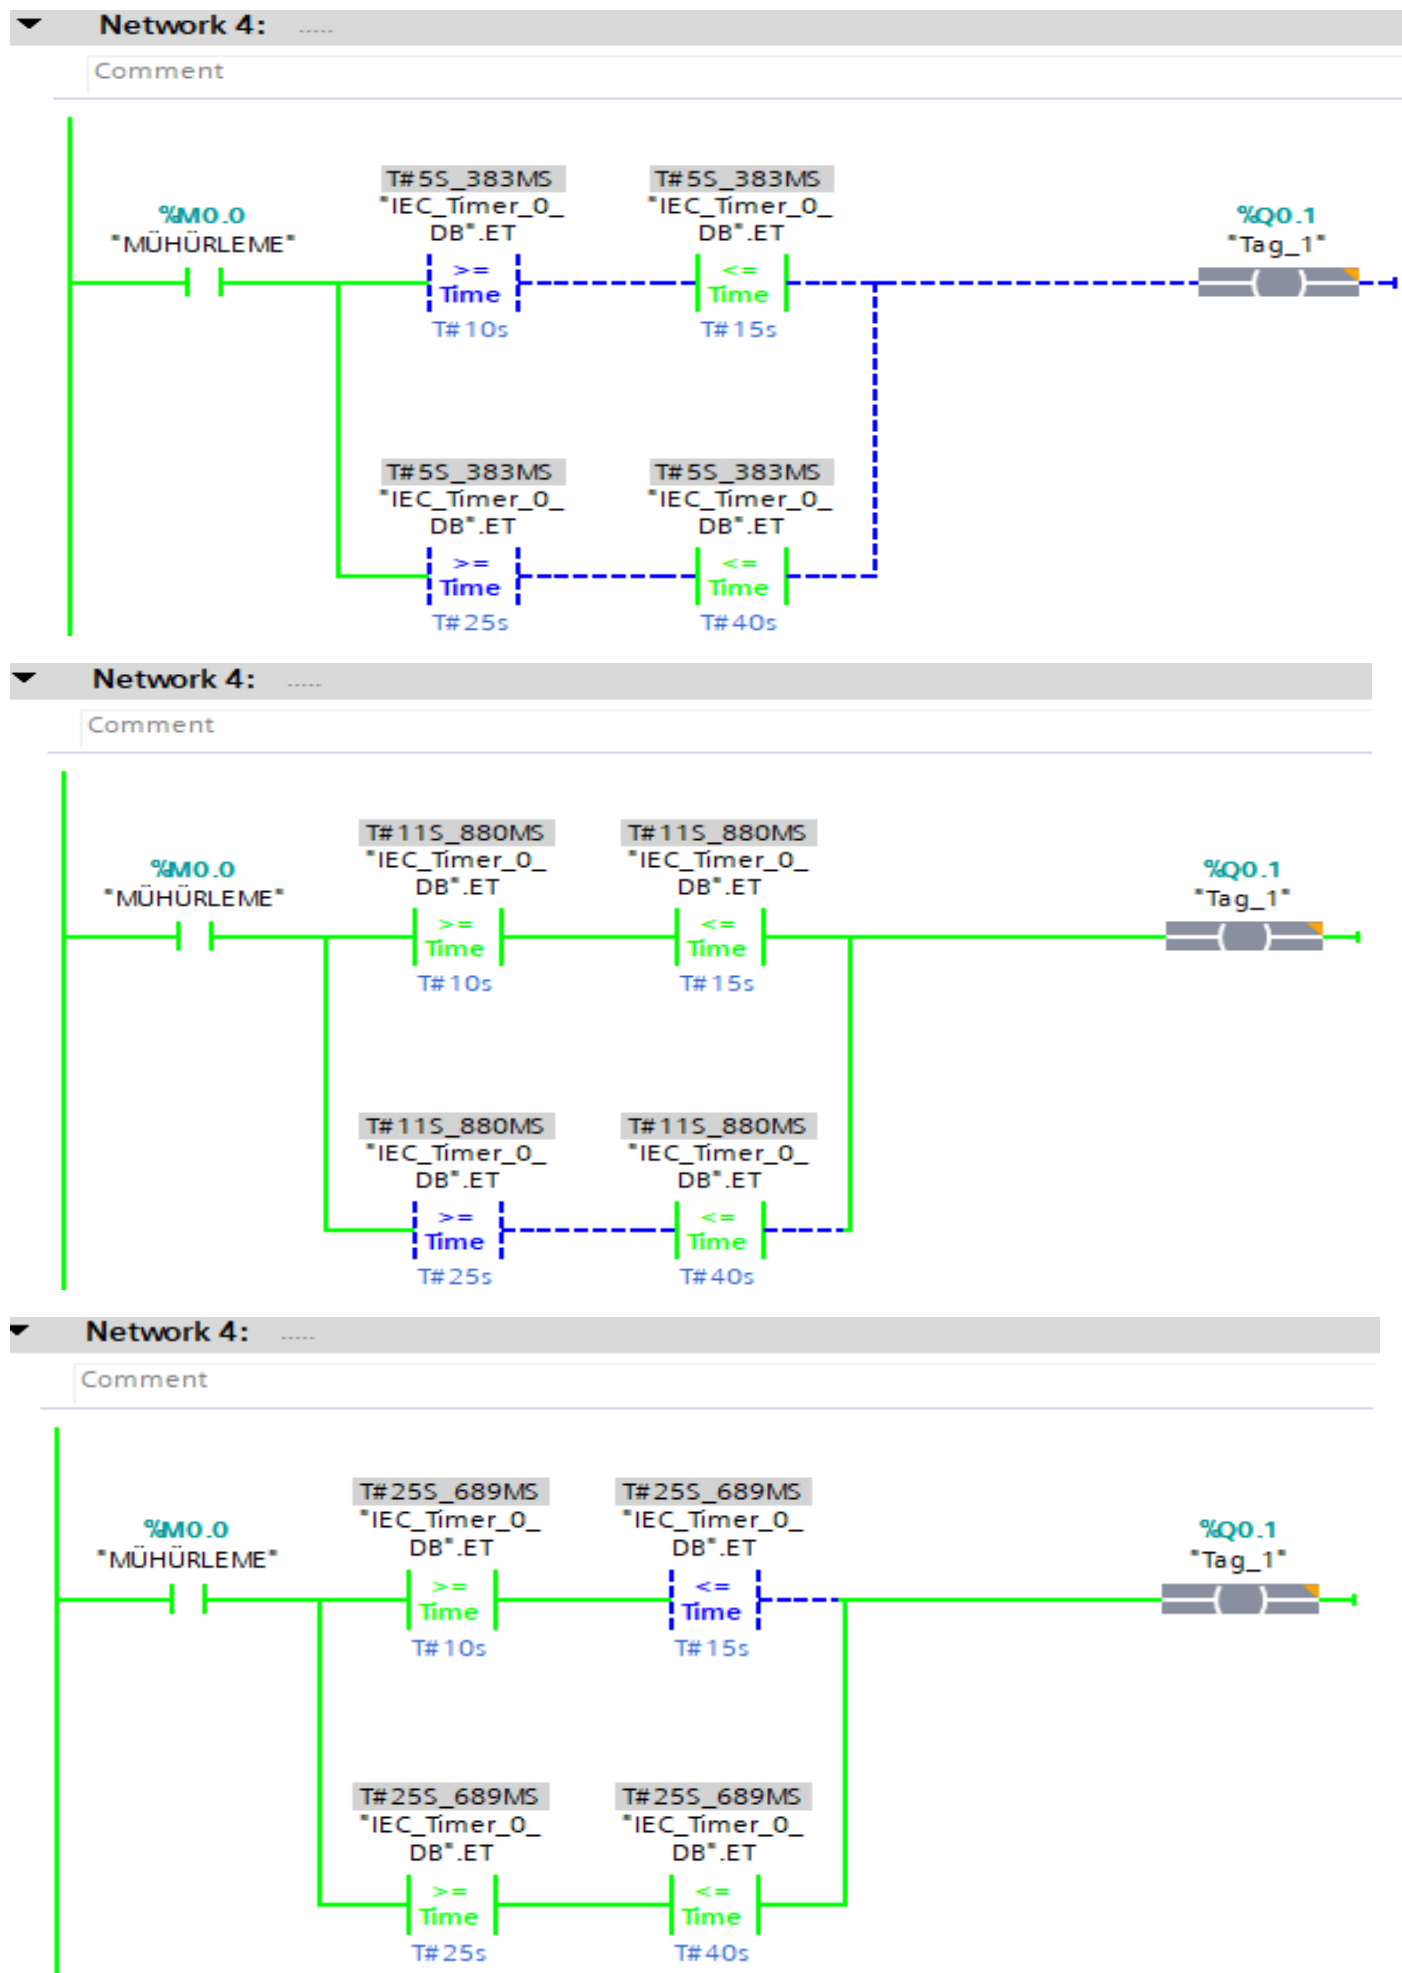 Network 4: .....
Comment
T#5S_383MS T#5S_383MS
"IEC_Timer_0_ "IEC_Timer_0_
%M0.0 DB".ET DB".ET %Q0.1
"MÜHÜRLEME" "Tag_1"
>= <=
Time Time
T#10s T#15s
T#5S_383MS T#5S_383MS
"IEC_Timer_0_ "IEC_Timer_0_
DB".ET DB".ET
>= <=
Time Time
T#25s T#40s
Network 4: .....
Comment
T#11S_880MS T#11S_880MS
"IEC_Timer_0_ "IEC_Timer_0_
%M0.0 DB".ET DB".ET %Q0.1
"MÜHÜRLEME" "Tag_1"
>= <=
Time Time
T#10s T#15s
T#11S_880MS T#11S_880MS
"IEC_Timer_0_ "IEC_Timer_0_
DB".ET DB".ET
>= <=
Time Time
T#25s T#40s
Network 4: .....
Comment
T#25S_689MS T#25S_689MS
"IEC_Timer_0_ "IEC_Timer_0_
%M0.0 DB".ET DB".ET %Q0.1
"MÜHÜRLEME" "Tag_1"
>= <=
Time Time
T#10s T#15s
T#25S_689MS T#25S_689MS
"IEC_Timer_0_ "IEC_Timer_0_
DB".ET DB".ET
>= <=
Time Time
T#25s T#40s